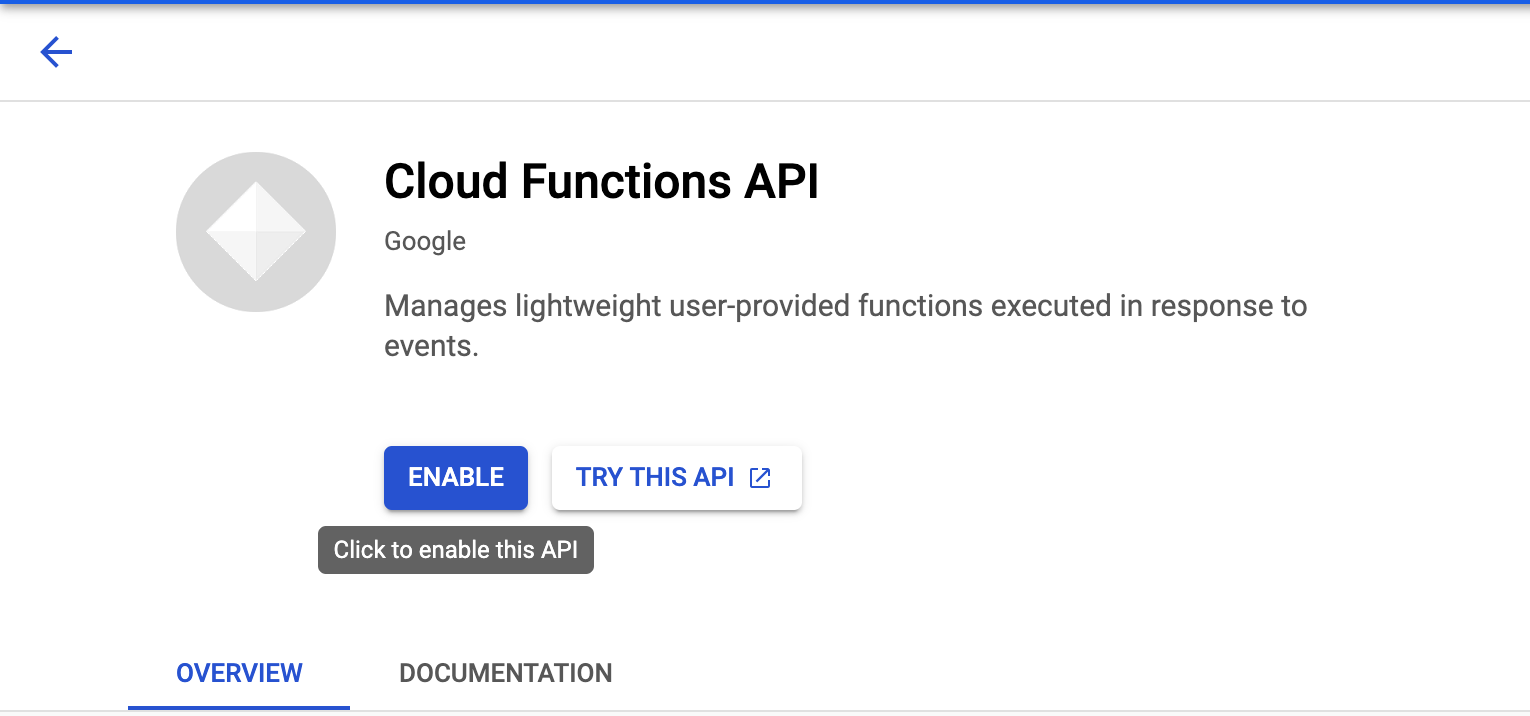 Cloud Functions API
Google
Manages lightweight user-provided functions executed in response to
events.
ENABLE
TRY THIS API
Click to enable this API
OVERVIEW
DOCUMENTATION